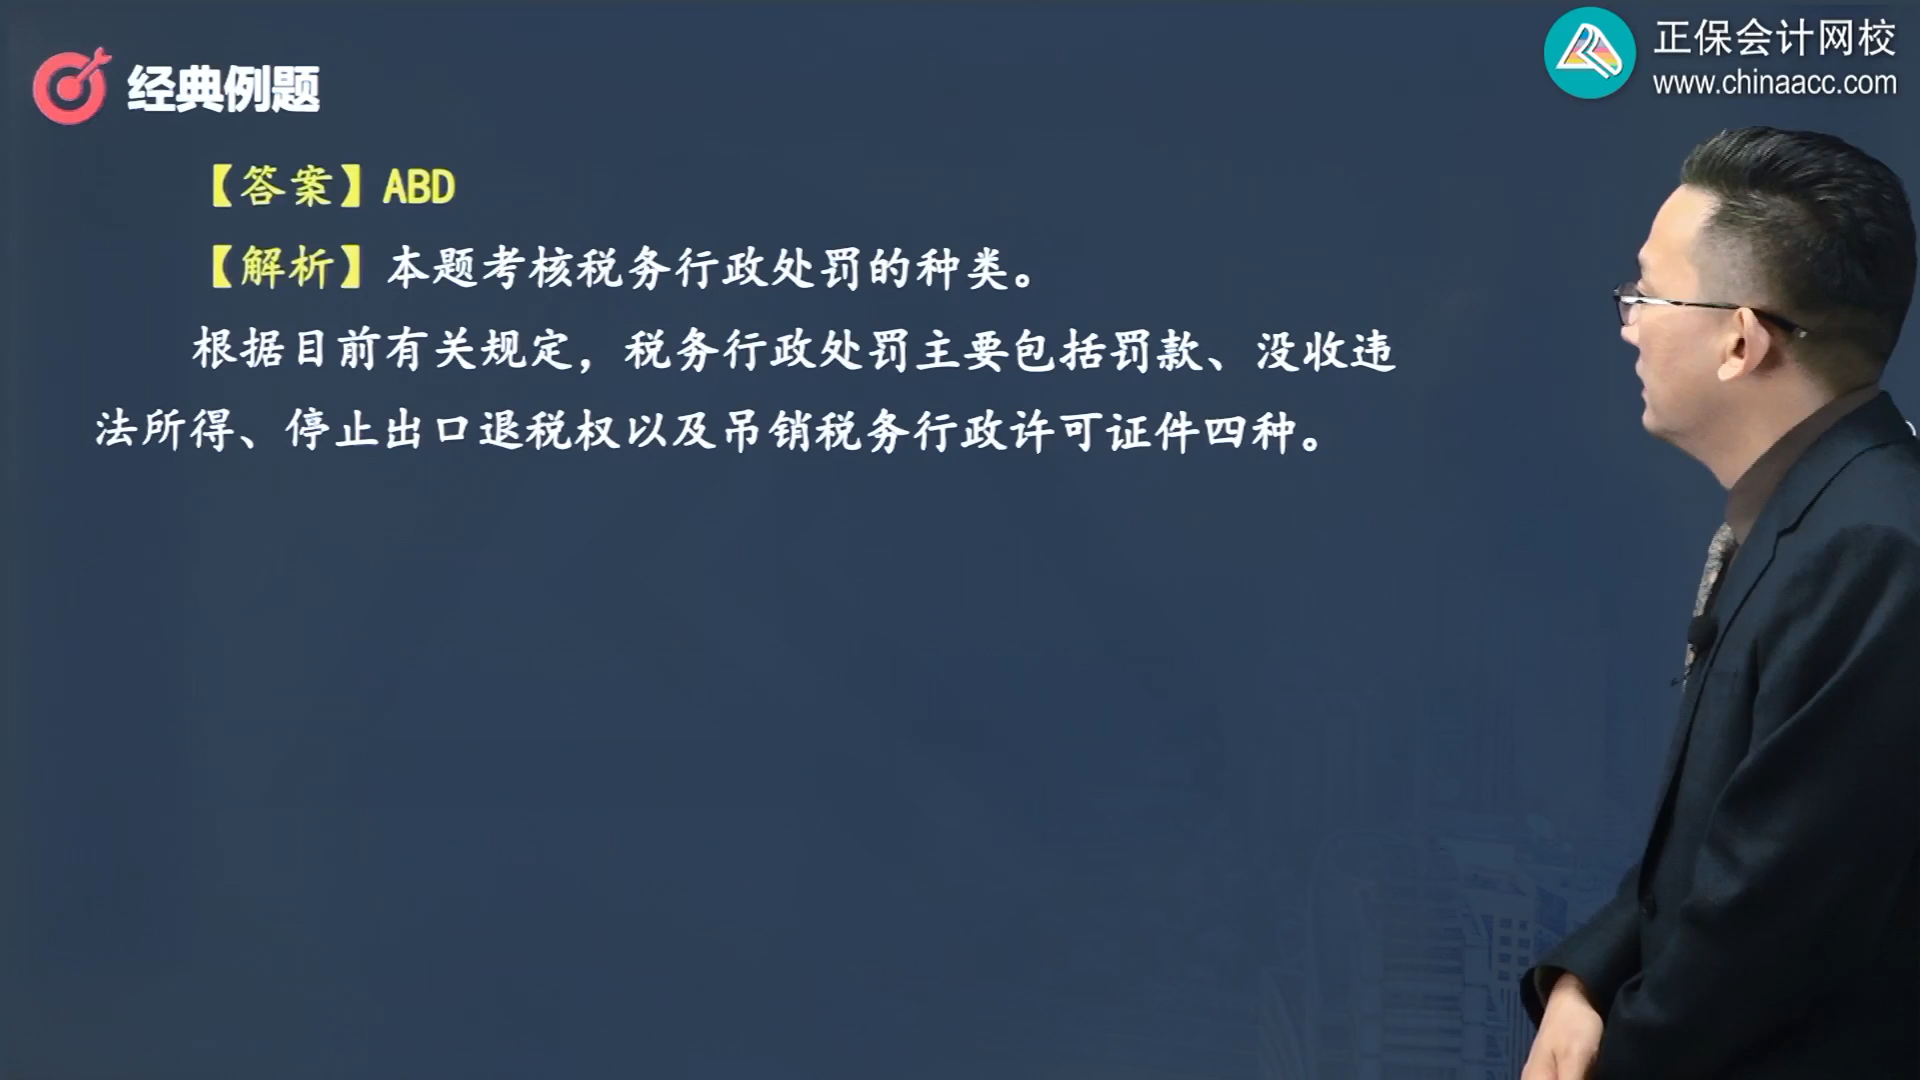 正保会计网校
www.chinaacc.com
经典例题
【答案】ABD
【解析】本题考核税务行政处罚的种类。
根据目前有关规定，税务行政处罚主要包括罚款、没收违
法所得、停止出口退税权以及吊销税务行政许可证件四种。